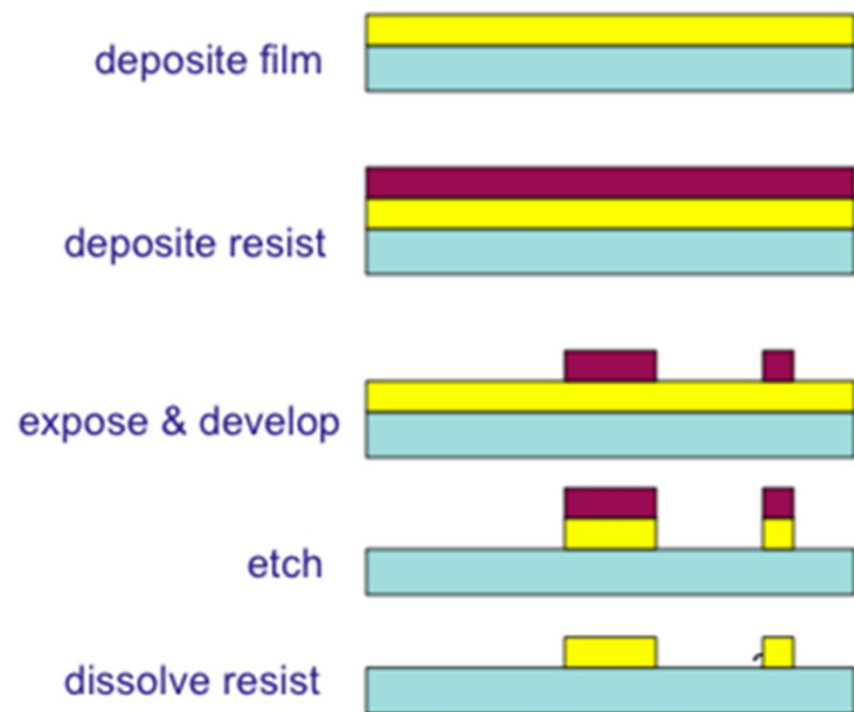 deposite film
deposite resist
expose & develop
etch
dissolve resist